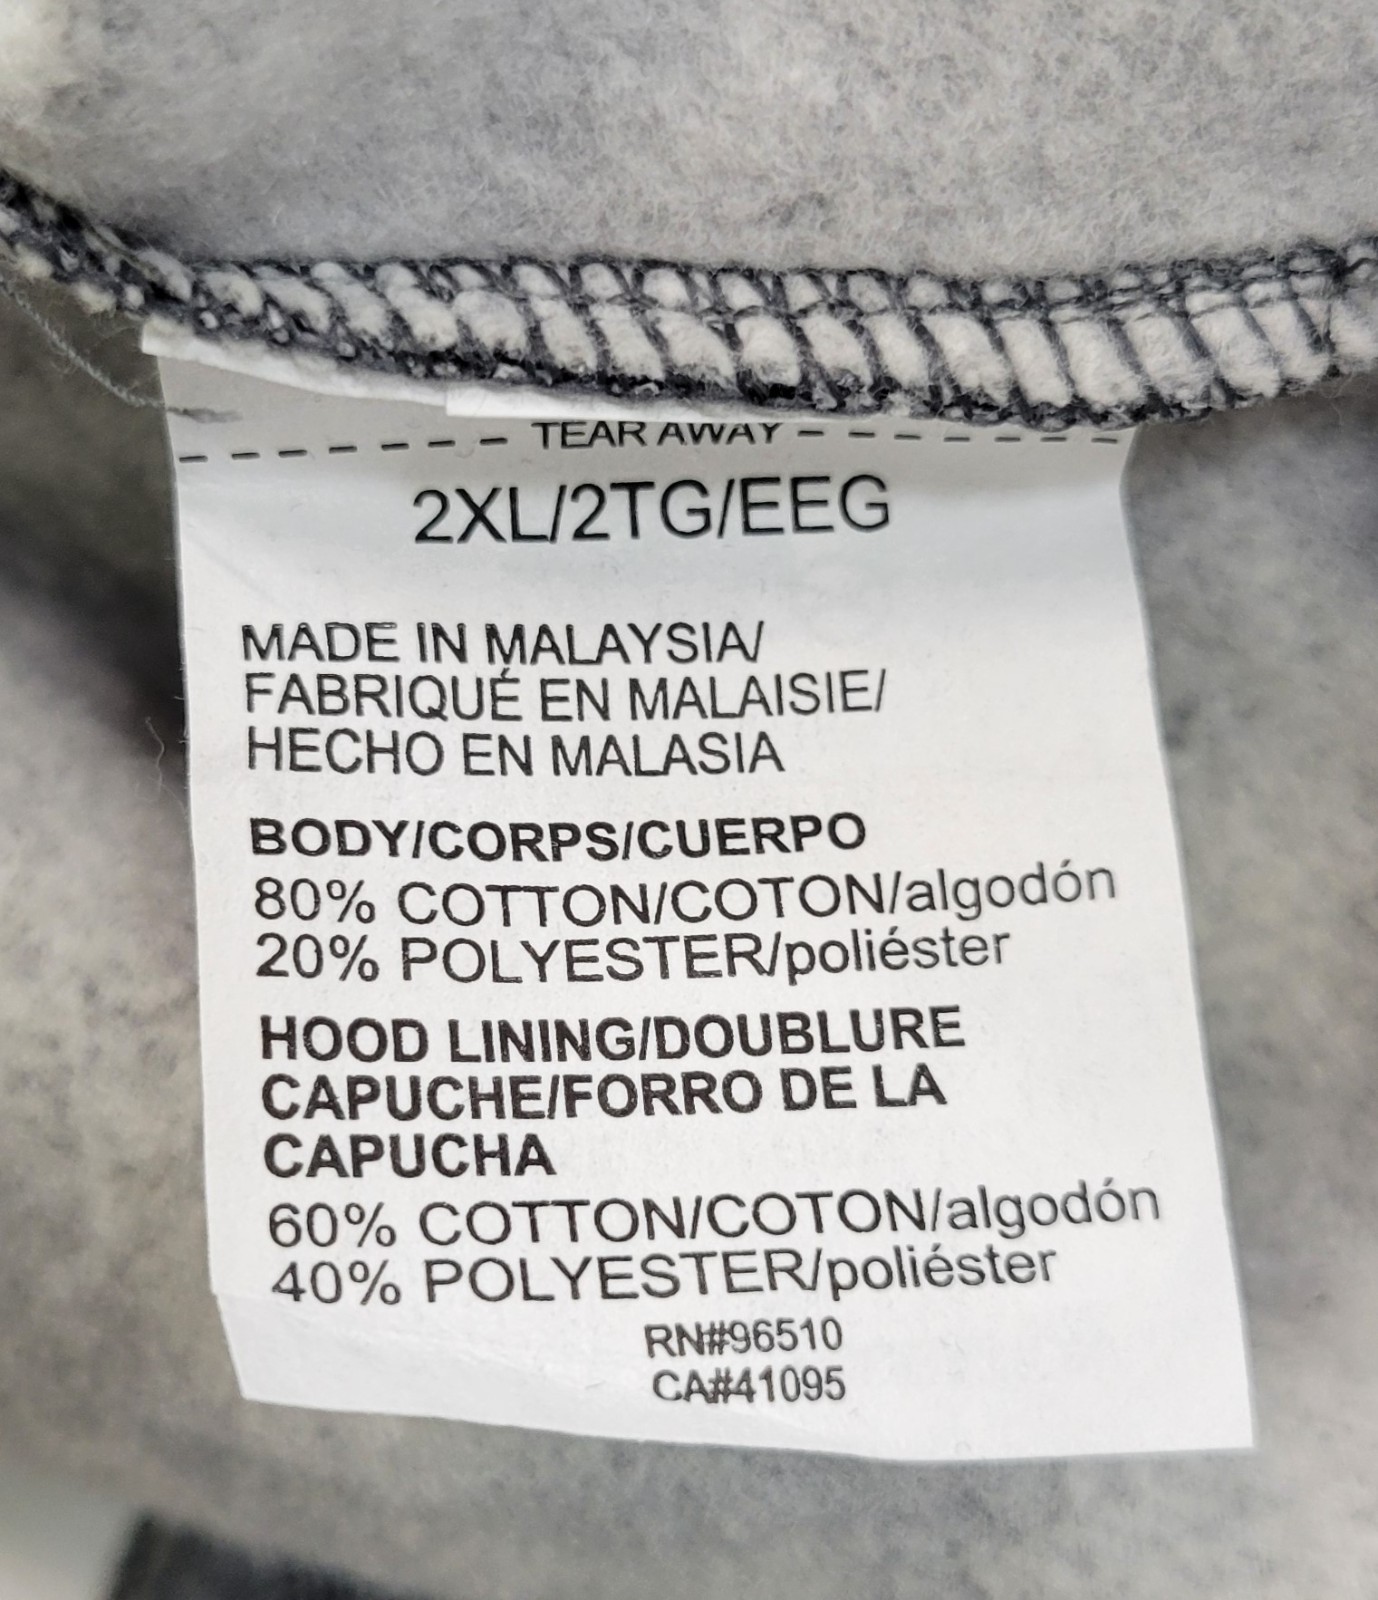 TEAR AWAY
2XL/2TG/EEG
MADE IN MALAYSIA/
FABRIQUÉ EN MALAISIE/
HECHO EN MALASIA
BODY/CORPS/CUERPO
80% COTTON/COTON/algodón
20% POLYESTER/poliéster
HOOD LINING/DOUBLURE
CAPUCHE/FORRO DE LA
CAPUCHA
60% COTTON/COTON/algodón
40% POLYESTER/poliéster
RN#96510
CA#41095